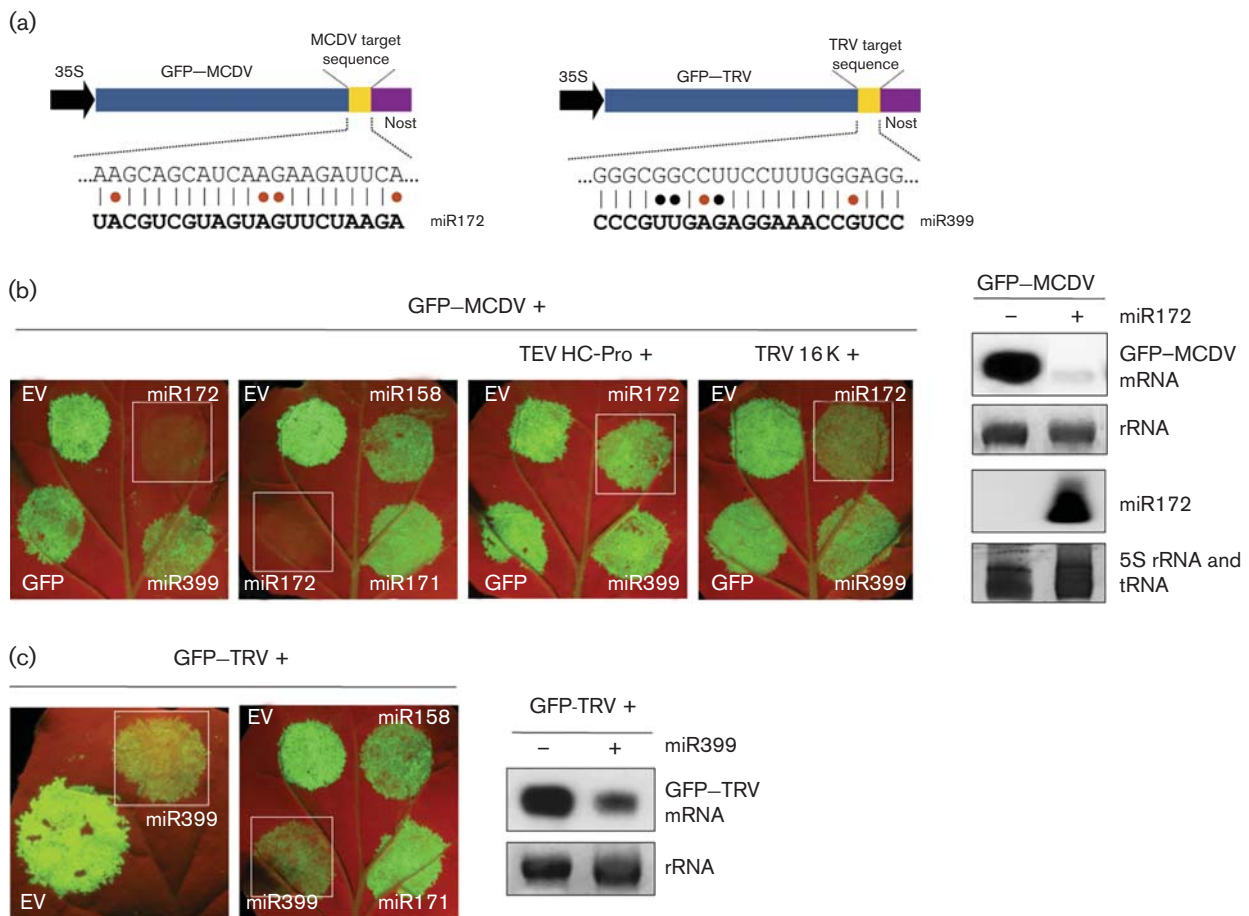 (a)
MCDV target
sequence
35S
GFP–MCDV
Nost
...AAGCAGCAUCAAGAAGAUUCA...
UACGUCGUAGUAGUUCUAAGA
miR172
TRV target
sequence
35S
GFP–TRV
Nost
...GGGCGGCCUUCCUUUGGGAGG...
CCCGUUGAGAGGAAACCGUCC
miR399
(b)
GFP–MCDV +
TEV HC-Pro +
TRV 16K +
EV
miR172
GFP
miR399
EV
miR158
miR172
miR171
EV
miR172
GFP
miR399
EV
miR172
GFP
miR399
GFP–MCDV
– + miR172
GFP–MCDV
mRNA
rRNA
miR172
5S rRNA and
tRNA
(c)
GFP–TRV +
miR399
EV
EV
miR158
miR399
miR171
GFP-TRV +
– + miR399
GFP–TRV
mRNA
rRNA